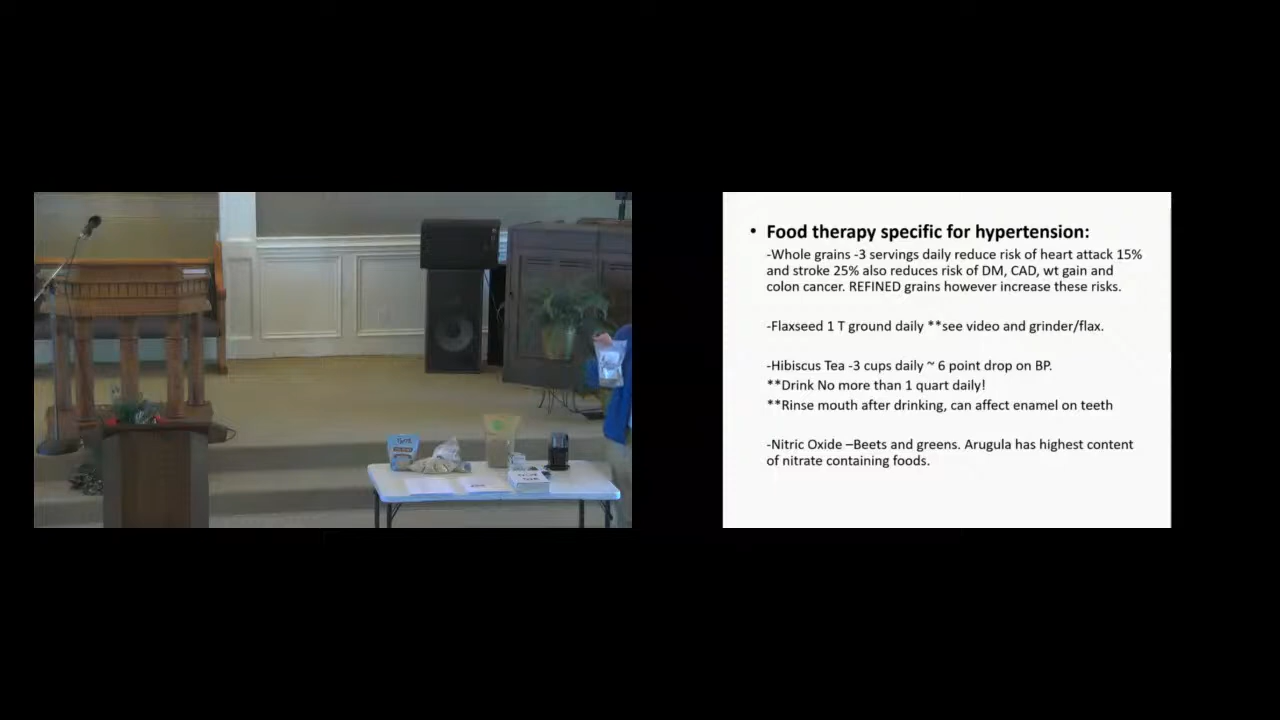 • Food therapy specific for hypertension:
-Whole grains -3 servings daily reduce risk of heart attack 15%
and stroke 25% also reduces risk of DM, CAD, wt gain and
colon cancer. REFINED grains however increase these risks.
-Flaxseed 1 T ground daily **see video and grinder/flax.
-Hibiscus Tea -3 cups daily ~ 6 point drop on BP.
**Drink No more than 1 quart daily!
**Rinse mouth after drinking, can affect enamel on teeth
-Nitric Oxide –Beets and greens. Arugula has highest content
of nitrate containing foods.